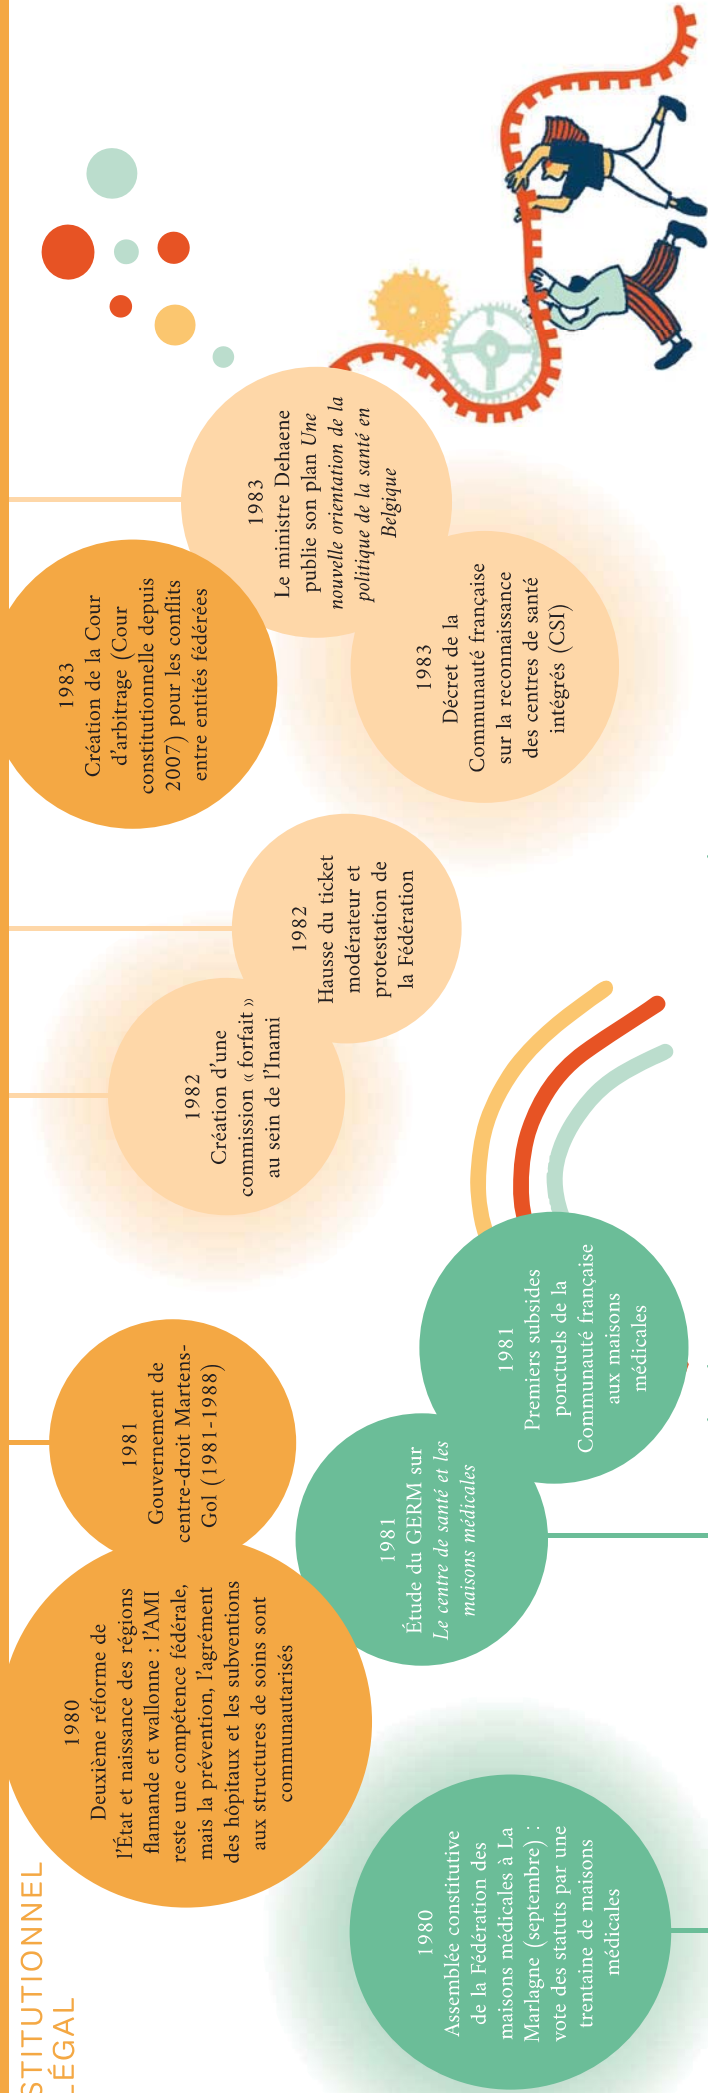 STITUTIONNEL
LÉGAL
1980
Deuxième réforme de
l’État et naissance des régions
flamande et wallonne : l’AMI
reste une compétence fédérale,
mais la prévention, l’agrément
des hôpitaux et les subventions
aux structures de soins sont
communautarisés
1980
Assemblée constitutive
de la Fédération des
maisons médicales à La
Marlagne (septembre) :
vote des statuts par une
trentaine de maisons
médicales
1981
Gouvernement de
centre-droit Martens-
Gol (1981-1988)
1981
Étude du GERM sur
Le centre de santé et les
maisons médicales
1981
Premiers subsides
ponctuels de la
Communauté française
aux maisons
médicales
1982
Création d’une
commission « forfait »
au sein de l’Inami
1982
Hausse du ticket
modérateur et
protestation de
la Fédération
1983
Création de la Cour
d’arbitrage (Cour
constitutionnelle depuis
2007) pour les conflits
entre entités fédérées
1983
Décret de la
Communauté française
sur la reconnaissance
des centres de santé
intégrés (CSI)
1983
Le ministre Dehaene
publie son plan Une
nouvelle orientation de la
politique de la santé en
Belgique